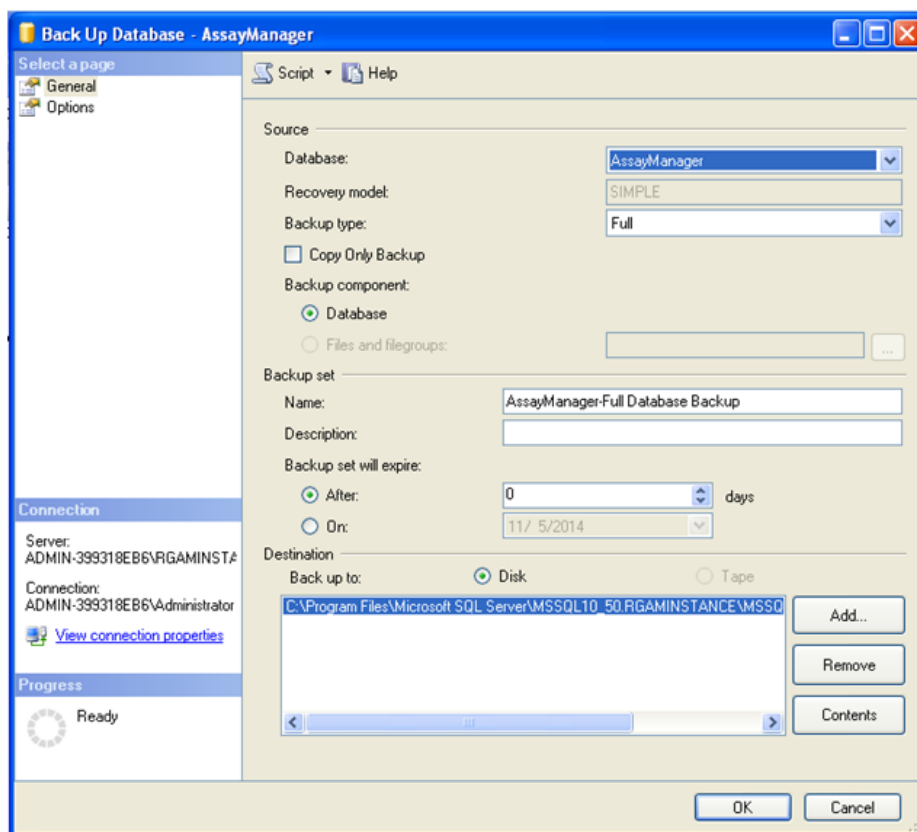 Back Up Database - AssayManager
Select a page
General
Options
Script
Help
Source
Database:
AssayManager
Recovery model:
SIMPLE
Backup type:
Full
Copy Only Backup
Backup component:
Database
Files and filegroups:
...
Backup set
Name:
AssayManager-Full Database Backup
Description:
Backup set will expire:
After:
0
days
On:
11/ 5/2014
Destination
Back up to:
Disk
Tape
C:\Program Files\Microsoft SQL Server\MSSQL10_50.RGAMINSTANCE\MSSQ
Add...
Remove
Contents
Connection
Server:
ADMIN-399318EB6\RGAMINSTA
Connection:
ADMIN-399318EB6\Administrator
View connection properties
Progress
Ready
OK
Cancel